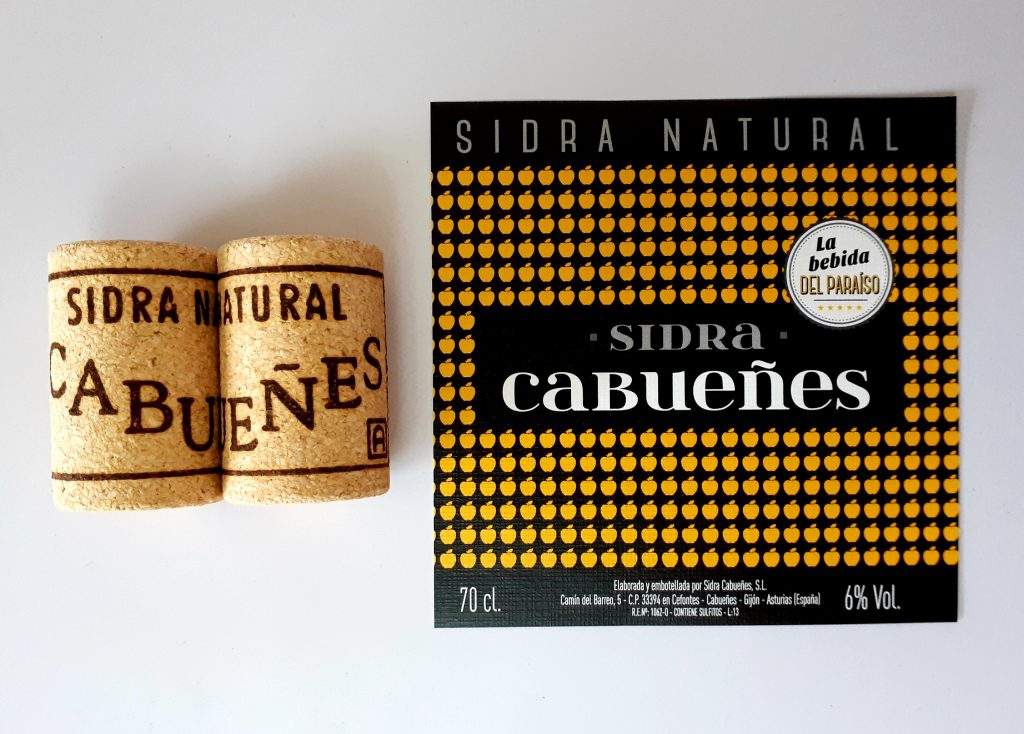 SIDRA NATURAL
CABUEÑES
A
SIDRA NATURAL
La
bebida
DEL PARAÍSO
· SIDRA ·
CABUEÑES
70 cl.
Elaborada y embotellada por Sidra Cabueñes, S.L.
Camín del Barreo, 5 - C.P. 33394 en Cefontes - Cabueñes - Gijón - Asturias (España)
R.E.Nº: 1062-O - CONTIENE SULFITOS - L-13
6% Vol.